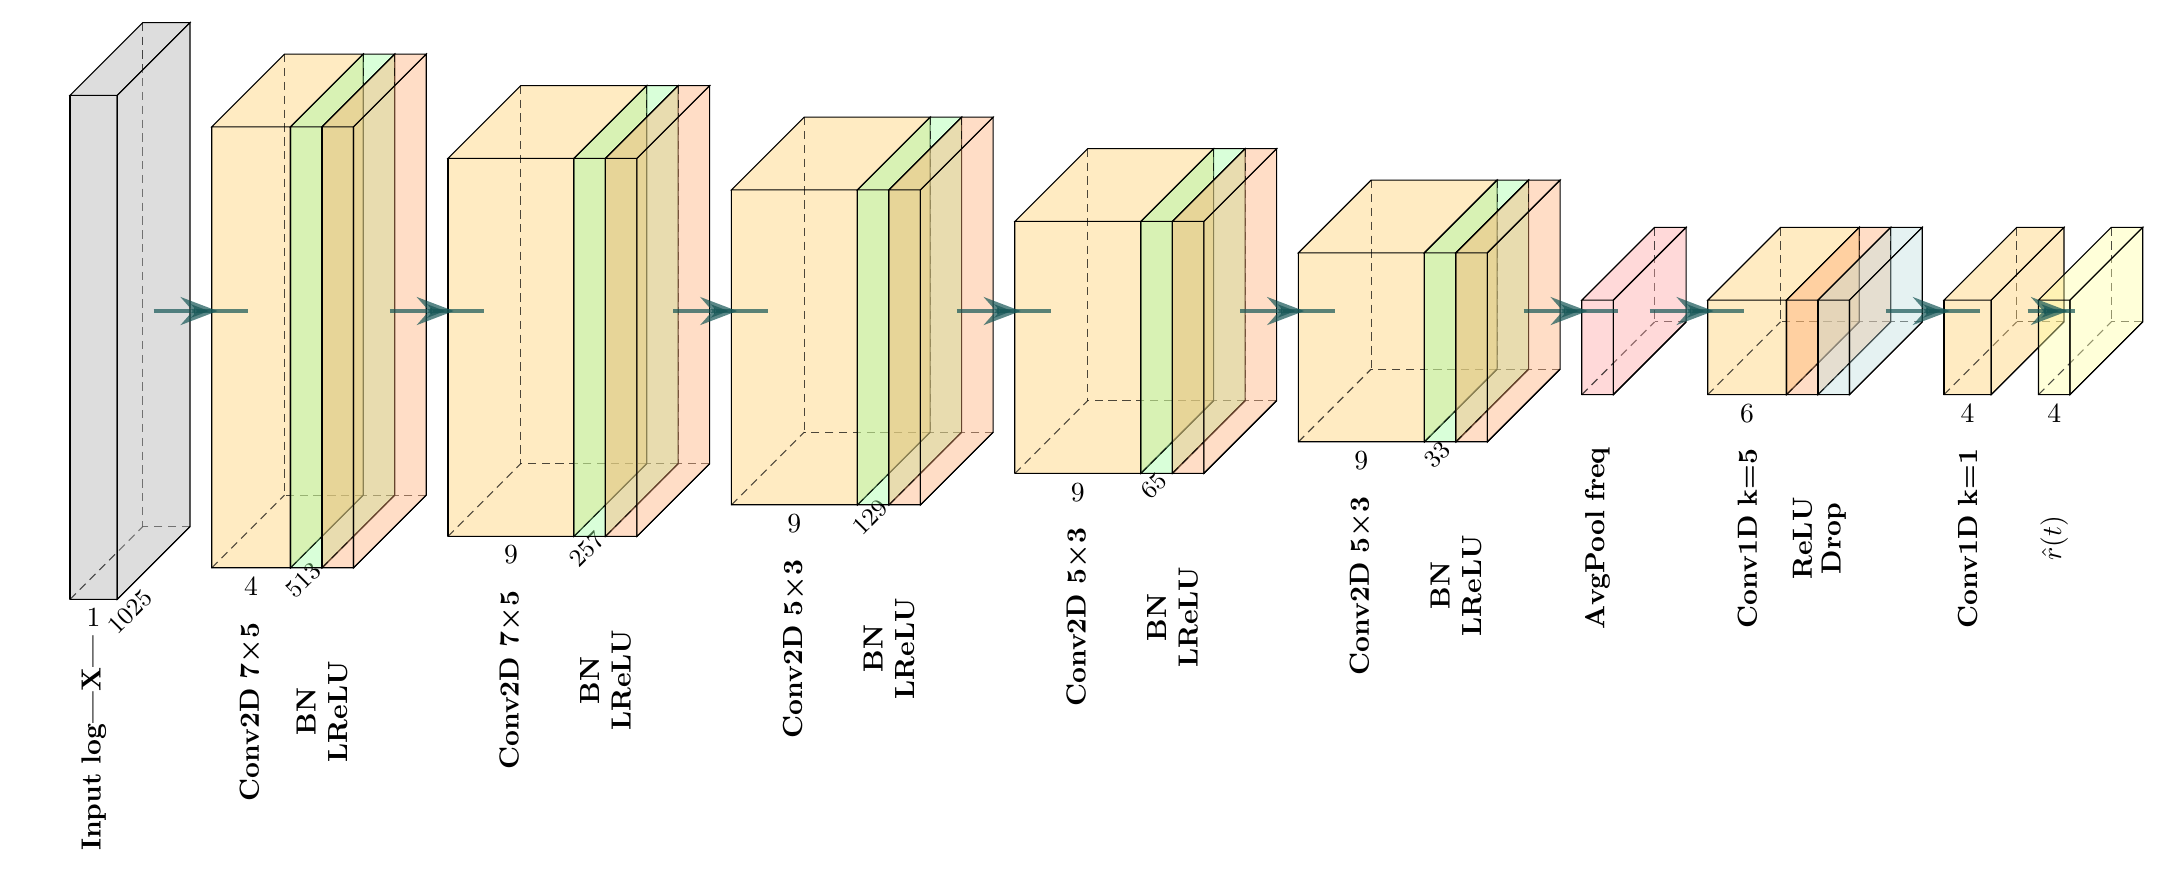 1
1025
Input log—X—
4
513
Conv2D 7×5
BN
LReLU
9
257
Conv2D 7×5
BN
LReLU
9
129
Conv2D 5×3
BN
LReLU
9
65
Conv2D 5×3
BN
LReLU
9
33
Conv2D 5×3
BN
LReLU
AvgPool freq
6
Conv1D k=5
ReLU
Drop
4
Conv1D k=1
4
r̂(t)